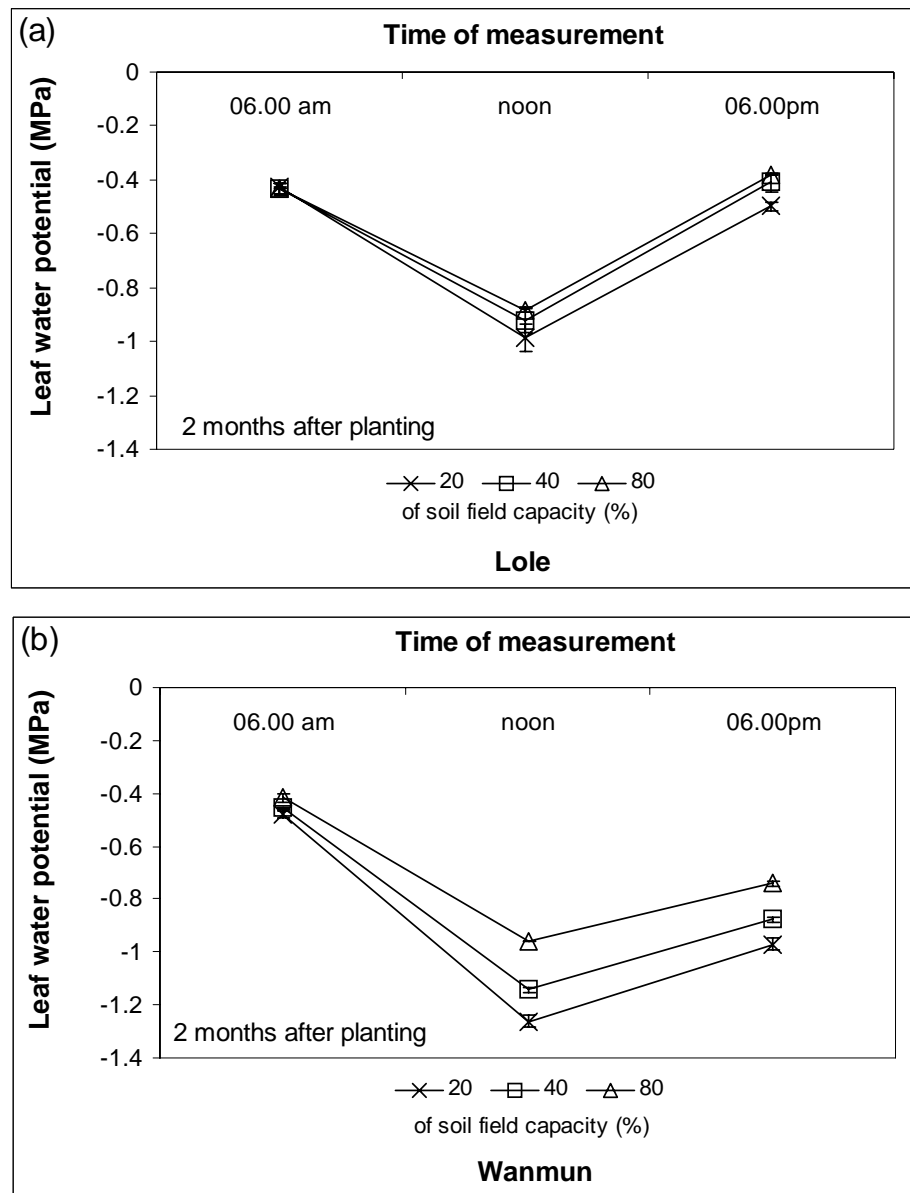 (a)
Time of measurement
Leaf water potential (MPa)
0
-0.2
-0.4
-0.6
-0.8
-1
-1.2
-1.4
06.00 am noon 06.00pm
2 months after planting
20 40 80
of soil field capacity (%)
Lole
(b)
Time of measurement
Leaf water potential (MPa)
0
-0.2
-0.4
-0.6
-0.8
-1
-1.2
-1.4
06.00 am noon 06.00pm
2 months after planting
20 40 80
of soil field capacity (%)
Wanmun